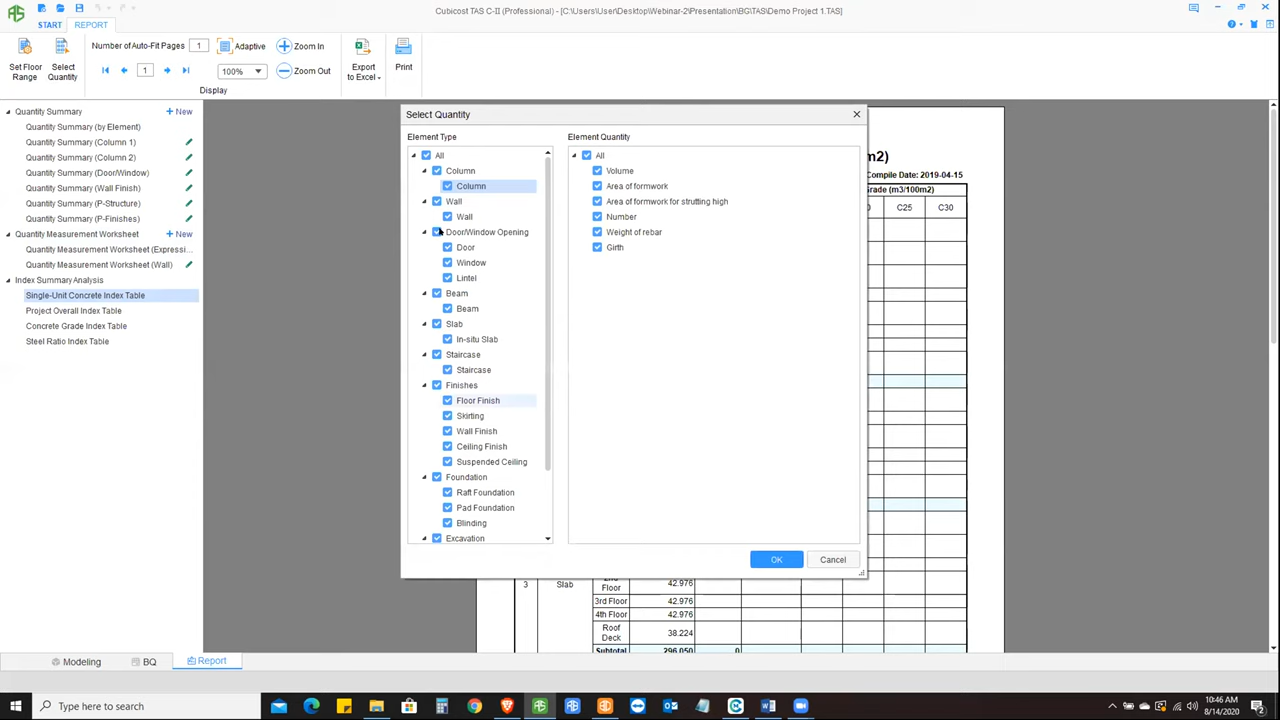 Cubicost TAS C-II (Professional) - [C:\Users\User\Desktop\Webinar-2\Presentation\BG\TAS\Demo Project 1.TAS]
START REPORT
Set Floor Range
Select Quantity
Number of Auto-Fit Pages 1 Adaptive Zoom In
1 100% Zoom Out
Display
Export to Excel
Print
Quantity Summary + New
Quantity Summary (by Element)
Quantity Summary (Column 1)
Quantity Summary (Column 2)
Quantity Summary (Door/Window)
Quantity Summary (Wall Finish)
Quantity Summary (P-Structure)
Quantity Summary (P-Finishes)
Quantity Measurement Worksheet + New
Quantity Measurement Worksheet (Expressi...
Quantity Measurement Worksheet (Wall)
Index Summary Analysis
Single-Unit Concrete Index Table
Project Overall Index Table
Concrete Grade Index Table
Steel Ratio Index Table
Select Quantity
Element Type
All
Column
Column
Wall
Wall
Door/Window Opening
Door
Window
Lintel
Beam
Beam
Slab
In-situ Slab
Staircase
Staircase
Finishes
Floor Finish
Skirting
Wall Finish
Ceiling Finish
Suspended Ceiling
Foundation
Raft Foundation
Pad Foundation
Blinding
Excavation
Element Quantity
All
Volume
Area of formwork
Area of formwork for strutting high
Number
Weight of rebar
Girth
OK Cancel
m2)
Compile Date: 2019-04-15
Grade (m3/100m2)
0 C25 C30
3 Slab
Floor 42.976
3rd Floor 42.976
4th Floor 42.976
Roof Deck 38.224
Subtotal 296.050 0
Modeling BQ Report
Type here to search
10:46 AM
8/14/2020
2